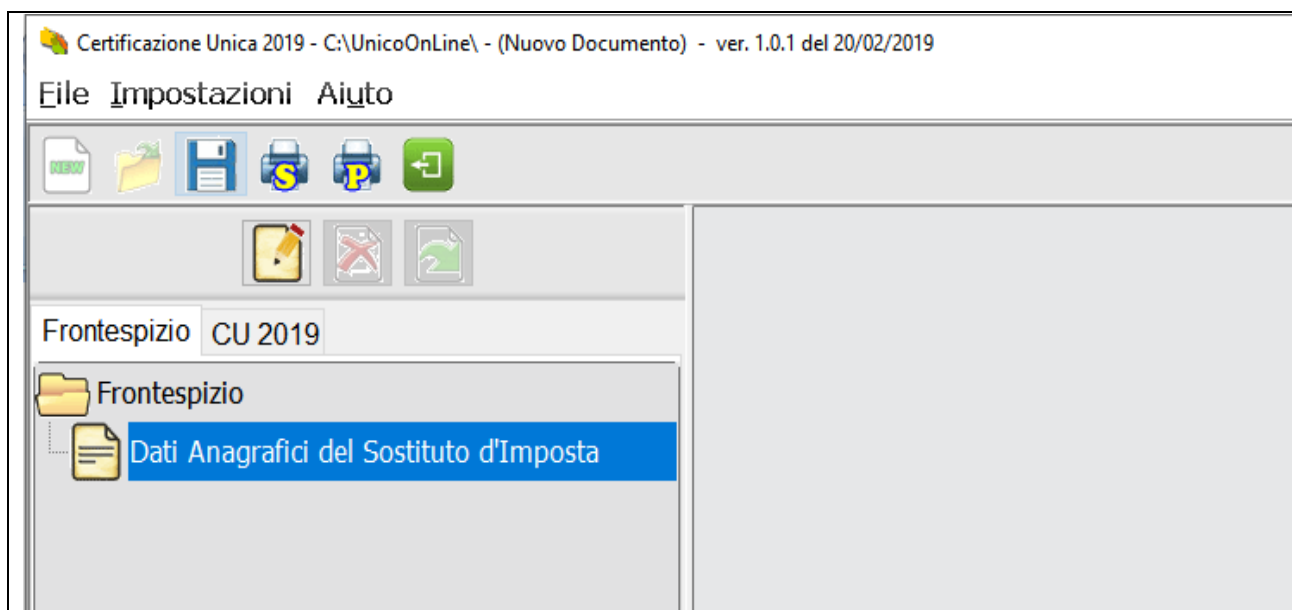 Certificazione Unica 2019 - C:\UnicoOnLine\ - (Nuovo Documento) - ver. 1.0.1 del 20/02/2019
File Impostazioni Aiuto
NEW S P
Frontespizio CU 2019
Frontespizio
Dati Anagrafici del Sostituto d'Imposta